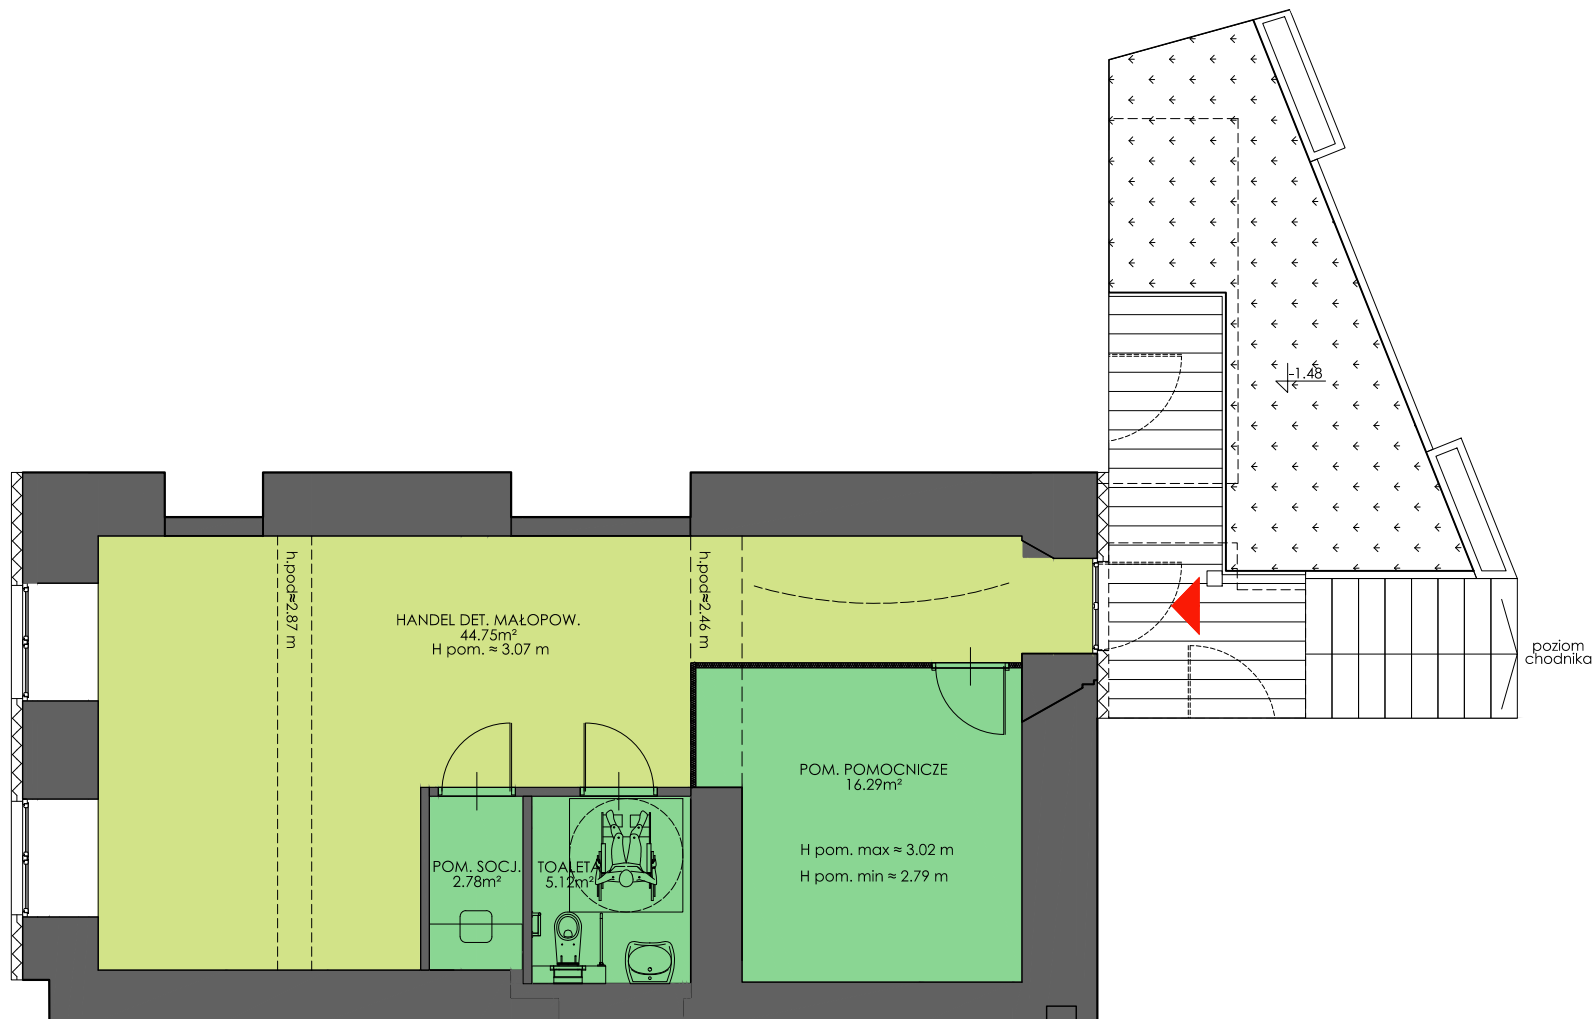 -1.48
h.pod≈2.87 m
h.pod≈2.46 m
HANDEL DET. MAŁOPOW.
44.75m²
H pom. ≈ 3.07 m
poziom
chodnika
POM. POMOCNICZE
16.29m²
H pom. max ≈ 3.02 m
H pom. min ≈ 2.79 m
POM. SOCJ.
2.78m²
TOALETA
5.12m²